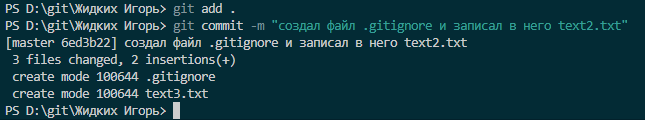 PS D:\git\Жидких Игорь> git add .
PS D:\git\Жидких Игорь> git commit -m "создал файл .gitignore и записал в него text2.txt"
[master 6ed3b22] создал файл .gitignore и записал в него text2.txt
 3 files changed, 2 insertions(+)
 create mode 100644 .gitignore
 create mode 100644 text3.txt
PS D:\git\Жидких Игорь>